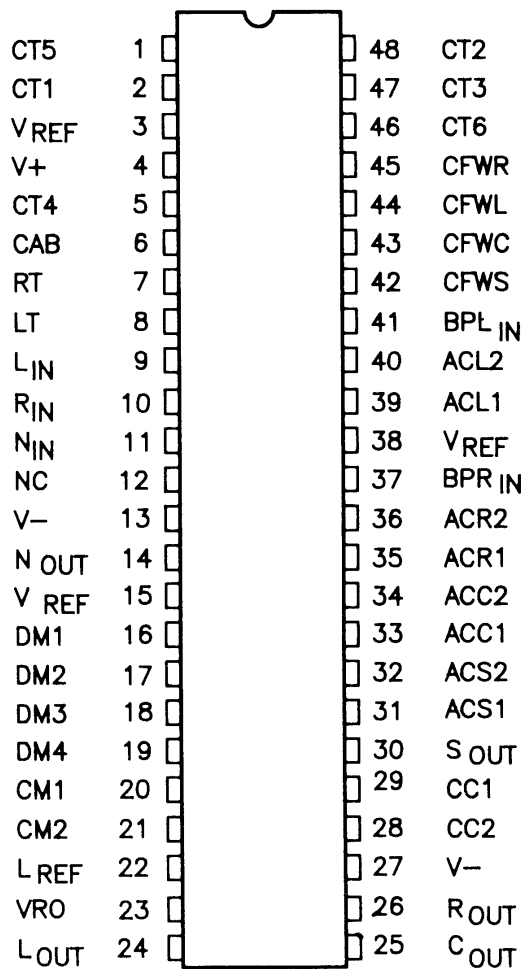 CT5 1 48 CT2
CT1 2 47 CT3
VREF 3 46 CT6
V+ 4 45 CFWR
CT4 5 44 CFWL
CAB 6 43 CFWC
RT 7 42 CFWS
LT 8 41 BPLIN
LIN 9 40 ACL2
RIN 10 39 ACL1
NIN 11 38 VREF
NC 12 37 BPRIN
V– 13 36 ACR2
NOUT 14 35 ACR1
VREF 15 34 ACC2
DM1 16 33 ACC1
DM2 17 32 ACS2
DM3 18 31 ACS1
DM4 19 30 SOUT
CM1 20 29 CC1
CM2 21 28 CC2
LREF 22 27 V–
VRO 23 26 ROUT
LOUT 24 25 COUT